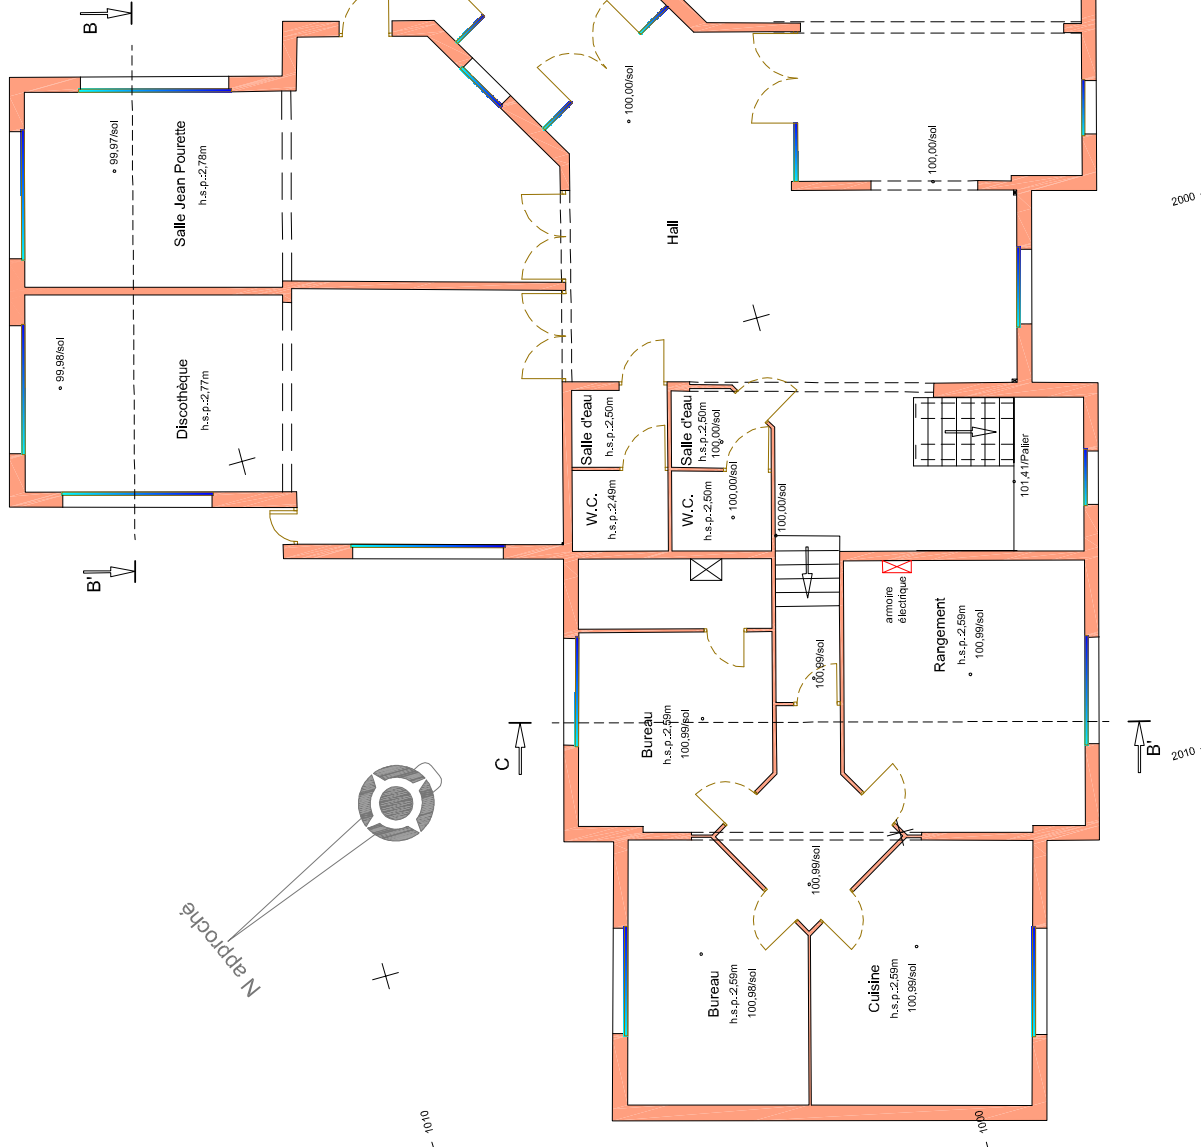 B
99,97/sol
Salle Jean Pourette
h.s.p.:2,78m
100,00/sol
100,00/sol
2000
Hall
99,98/sol
Discothèque
h.s.p.:2,77m
Salle d'eau
h.s.p.:2,50m
Salle d'eau
h.s.p.:2,50m
100,00/sol
W.C.
h.s.p.:2,49m
W.C.
h.s.p.:2,50m
100,00/sol
100,00/sol
101,41/Palier
B'
armoire
électrique
Rangement
h.s.p.:2,59m
100,99/sol
100,99/sol
Bureau
h.s.p.:2,59m
100,99/sol
C
B'
2010
100,99/sol
N approché
Bureau
h.s.p.:2,59m
100,98/sol
Cuisine
h.s.p.:2,59m
100,99/sol
1010
1000